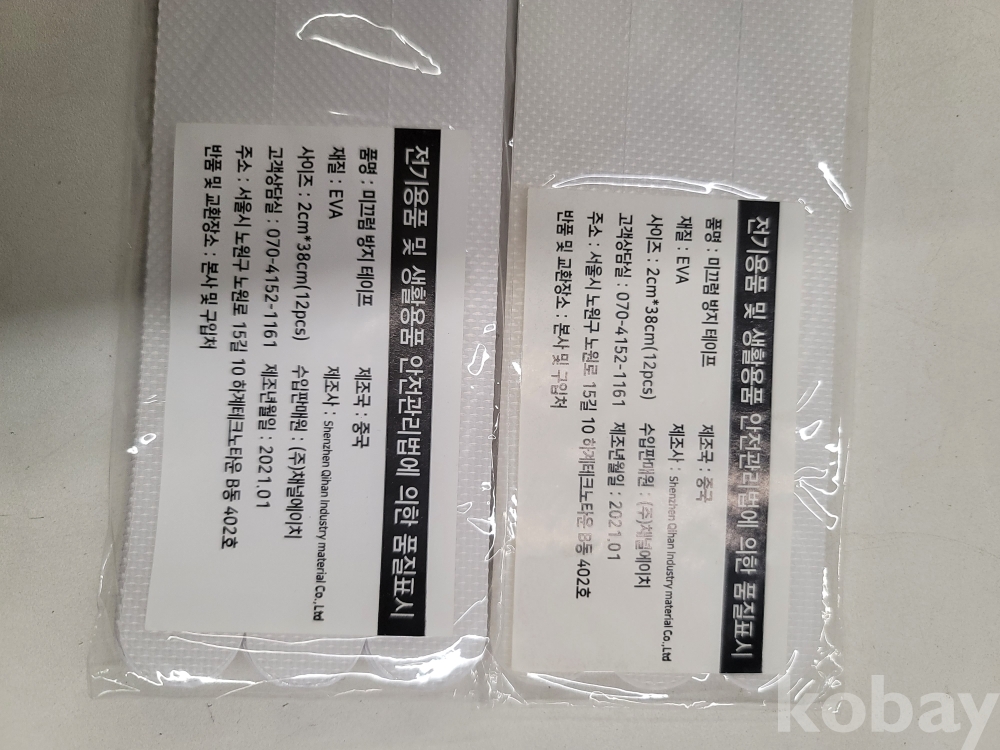 전기용품 및 생활용품 안전관리법에 의한 품질표시
품명 : 미끄럼 방지 테이프 제조국 : 중국
재질 : EVA 제조사 : Shenzhen Qihan Industry material Co.,Ltd
사이즈 : 2cm*38cm(12pcs) 수입판매원 : (주)채널에이치
고객상담실 : 070-4152-1161 제조년월일 : 2021.01
주소 : 서울시 노원구 노원로 15길 10 하계테크노타운 B동 402호
반품 및 교환장소 : 본사 및 구입처
전기용품 및 생활용품 안전관리법에 의한 품질표시
품명 : 미끄럼 방지 테이프 제조국 : 중국
재질 : EVA 제조사 : Shenzhen Qihan Industry material Co.,Ltd
사이즈 : 2cm*38cm(12pcs) 수입판매원 : (주)채널에이치
고객상담실 : 070-4152-1161 제조년월일 : 2021.01
주소 : 서울시 노원구 노원로 15길 10 하계테크노타운 B동 402호
반품 및 교환장소 : 본사 및 구입처
kobay